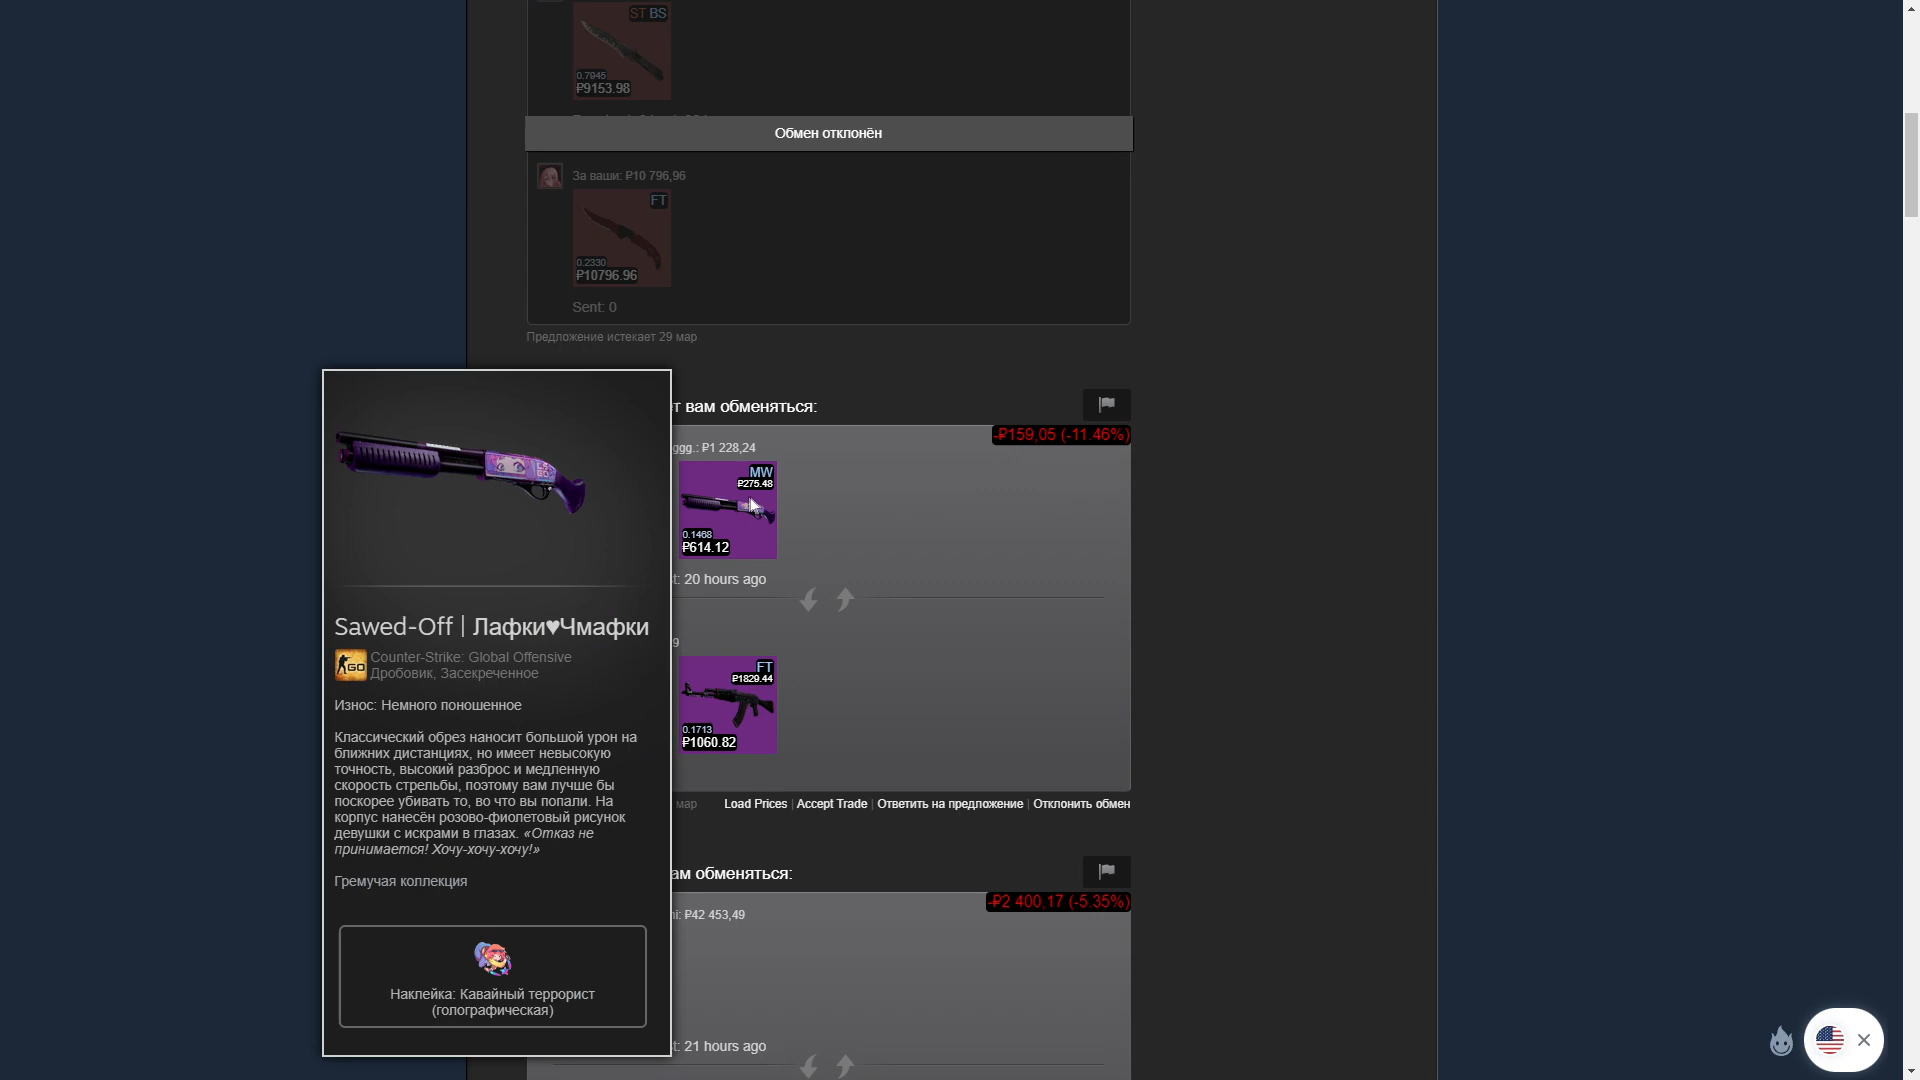 ST BS
0.7945
₽9153.98
Обмен отклонён
За ваши: ₽10 796,96
FT
0.2330
₽10796.96
Sent: 0
Предложение истекает 29 мар
т вам обменяться:
-₽159,05 (-11.46%)
ggg.: ₽1 228,24
MW
₽275.48
0.1468
₽614.12
t: 20 hours ago
9
FT
₽1829.44
0.1713
₽1060.82
мар
Load Prices | Accept Trade | Ответить на предложение | Отклонить обмен
ам обменяться:
-₽2 400,17 (-5.35%)
ni: ₽42 453,49
t: 21 hours ago
Sawed-Off | Лафки♥Чмафки
GO
Counter-Strike: Global Offensive
Дробовик, Засекреченное
Износ: Немного поношенное
Классический обрез наносит большой урон на
ближних дистанциях, но имеет невысокую
точность, высокий разброс и медленную
скорость стрельбы, поэтому вам лучше бы
поскорее убивать то, во что вы попали. На
корпус нанесён розово-фиолетовый рисунок
девушки с искрами в глазах. «Отказ не
принимается! Хочу-хочу-хочу!»
Гремучая коллекция
Наклейка: Кавайный террорист
(голографическая)